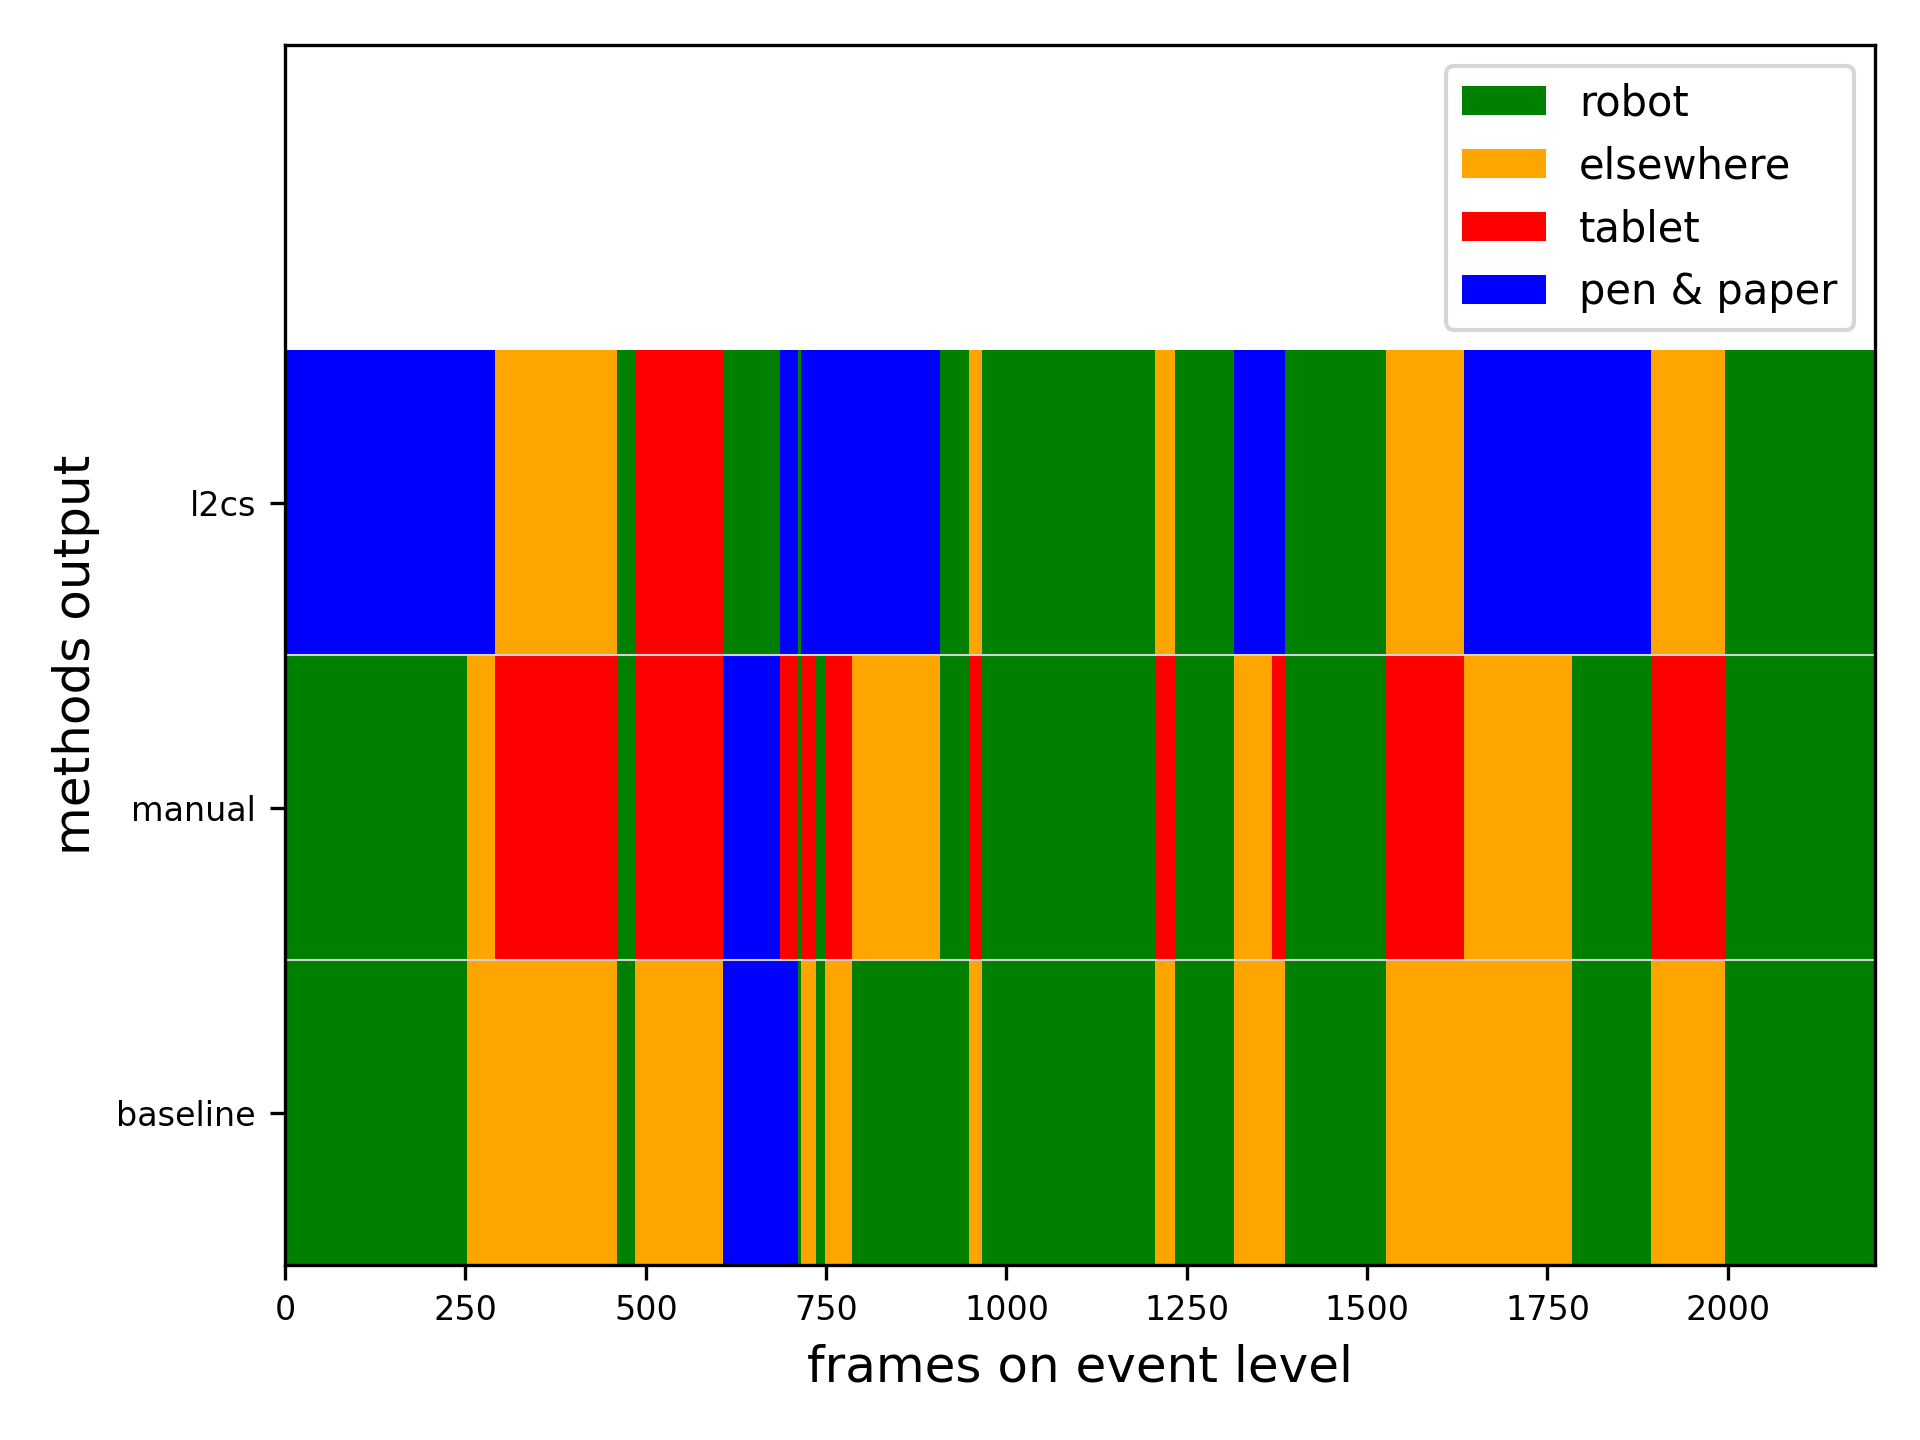 robot
elsewhere
tablet
pen & paper
methods output
l2cs
manual
baseline
0 250 500 750 1000 1250 1500 1750 2000
frames on event level